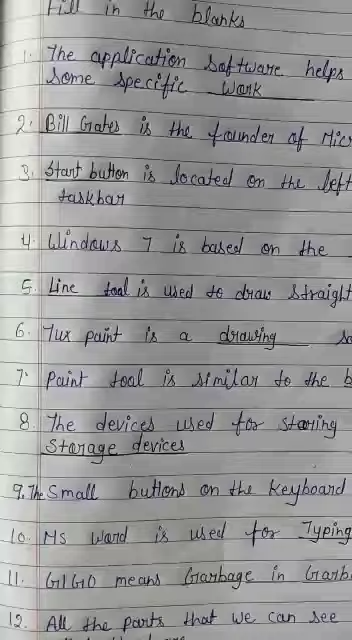 Fill in the blanks
1. The application software helps
some specific work
2. Bill Gates is the founder of Micr
3. Start button is located on the left
taskbar
4. Windows 7 is based on the
5. Line tool is used to draw straight
6. Tux paint is a drawing so
7. Paint tool is similar to the b
8. The devices used for storing
Storage devices
9. The Small buttons on the Keyboard
10. Ms Word is used for Typing
11. GIGO means Garbage in Garb
12. All the parts that we can see